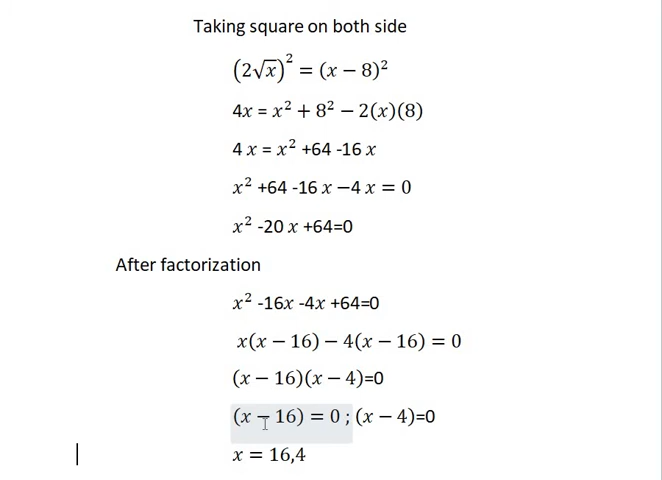 Taking square on both side
(2√x)² = (x − 8)²
4x = x² + 8² − 2(x)(8)
4 x = x² +64 -16 x
x² +64 -16 x −4 x = 0
x² -20 x +64=0
After factorization
x² -16x -4x +64=0
x(x − 16) − 4(x − 16) = 0
(x − 16)(x − 4)=0
(x − 16) = 0 ; (x − 4)=0
x = 16,4